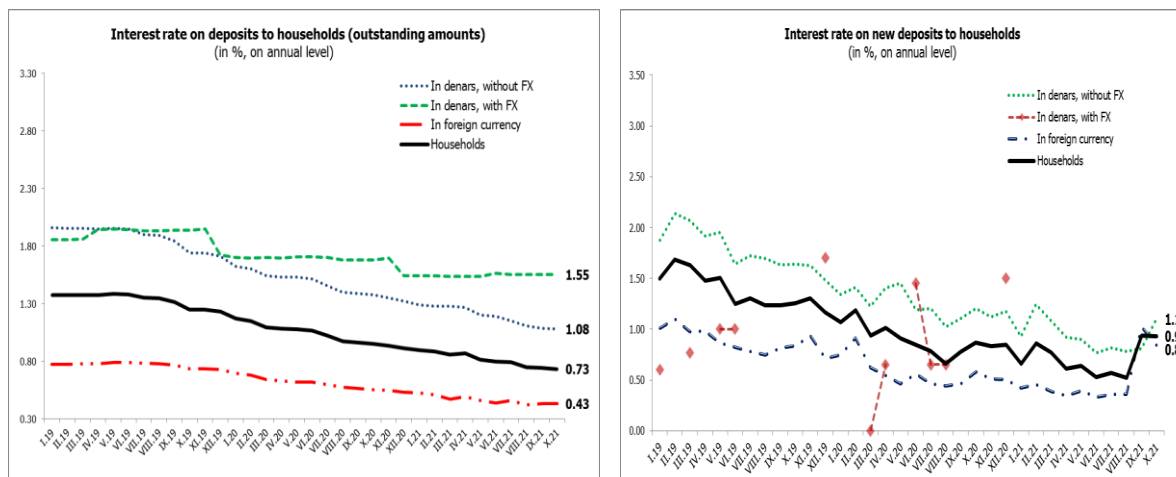 Interest rate on deposits to households (outstanding amounts)
(in %, on annual level)
3.30
2.80
2.30
1.80
1.30
0.80
0.30
In denars, without FX
In denars, with FX
In foreign currency
Households
1.55
1.08
0.73
0.43
I.19
II.19
III.19
IV.19
V.19
VI.19
VII.19
VIII.19
IX.19
X.19
XI.19
XII.19
I.20
II.20
III.20
IV.20
V.20
VI.20
VII.20
VIII.20
IX.20
X.20
XI.20
XII.20
I.21
II.21
III.21
IV.21
V.21
VI.21
VII.21
VIII.21
IX.21
X.21
Interest rate on new deposits to households
(in %, on annual level)
3.50
3.00
2.50
2.00
1.50
1.00
0.50
0.00
In denars, without FX
In denars, with FX
In foreign currency
Households
I.19
II.19
III.19
IV.19
V.19
VI.19
VII.19
VIII.19
IX.19
X.19
XI.19
XII.19
I.20
II.20
III.20
IV.20
V.20
VI.20
VII.20
VIII.20
IX.20
X.20
XI.20
XII.20
I.21
II.21
III.21
IV.21
V.21
VI.21
VII.21
VIII.21
IX.21
X.21